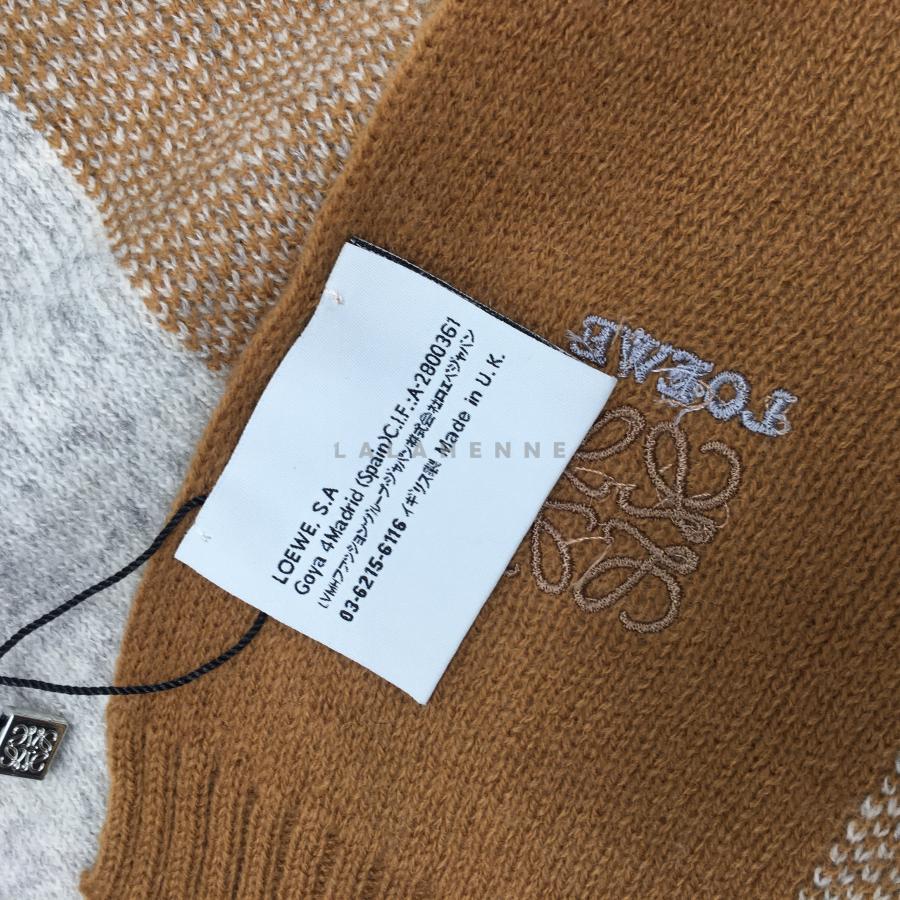 LOEWE, S.A
Goya 4Madrid (Spain)C.I.F.:A-2800361
LVMHファッション・グループ・ジャパン株式会社ロエベジャパン
03-6215-6116 イギリス製 Made in U.K.
LOEWE
LALAHENNE